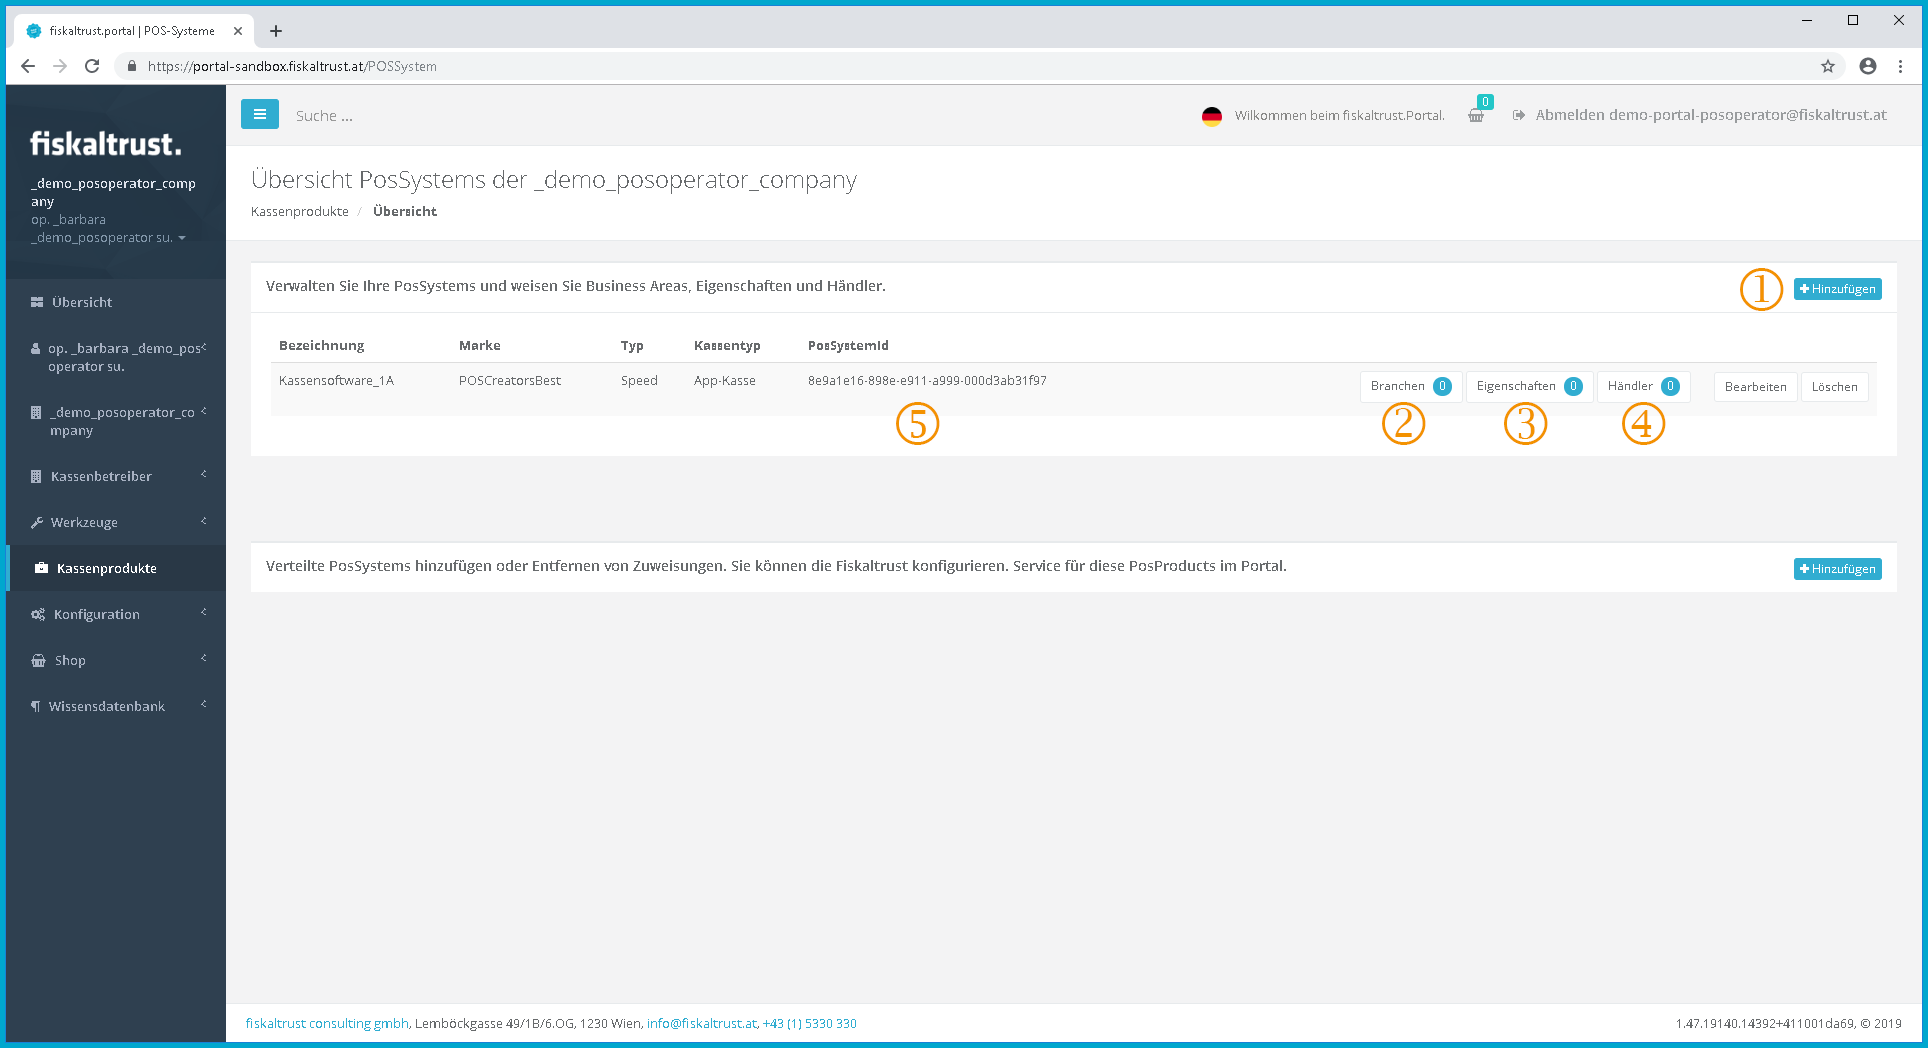 fiskaltrust.portal | POS-Systeme
https://portal-sandbox.fiskaltrust.at/POSSystem
fiskaltrust.
_demo_posoperator_comp
any
op. _barbara
_demo_posoperator su.
Übersicht
op. _barbara _demo_pos
operator su.
_demo_posoperator_co
mpany
Kassenbetreiber
Werkzeuge
Kassenprodukte
Konfiguration
Shop
Wissensdatenbank
Suche ...
Wilkommen beim fiskaltrust.Portal.
0
Abmelden demo-portal-posoperator@fiskaltrust.at
Übersicht PosSystems der _demo_posoperator_company
Kassenprodukte / Übersicht
Verwalten Sie Ihre PosSystems und weisen Sie Business Areas, Eigenschaften und Händler.
1
Hinzufügen
Bezeichnung Marke Typ Kassentyp PosSystemId
Kassensoftware_1A POSCreatorsBest Speed App-Kasse 8e9a1e16-898e-e911-a999-000d3ab31f97 Branchen 0 Eigenschaften 0 Händler 0 Bearbeiten Löschen
5 2 3 4
Verteilte PosSystems hinzufügen oder Entfernen von Zuweisungen. Sie können die Fiskaltrust konfigurieren. Service für diese PosProducts im Portal.
Hinzufügen
fiskaltrust consulting gmbh, Lemböckgasse 49/1B/6.OG, 1230 Wien, info@fiskaltrust.at, +43 (1) 5330 330
1.47.19140.14392+411001da69, © 2019